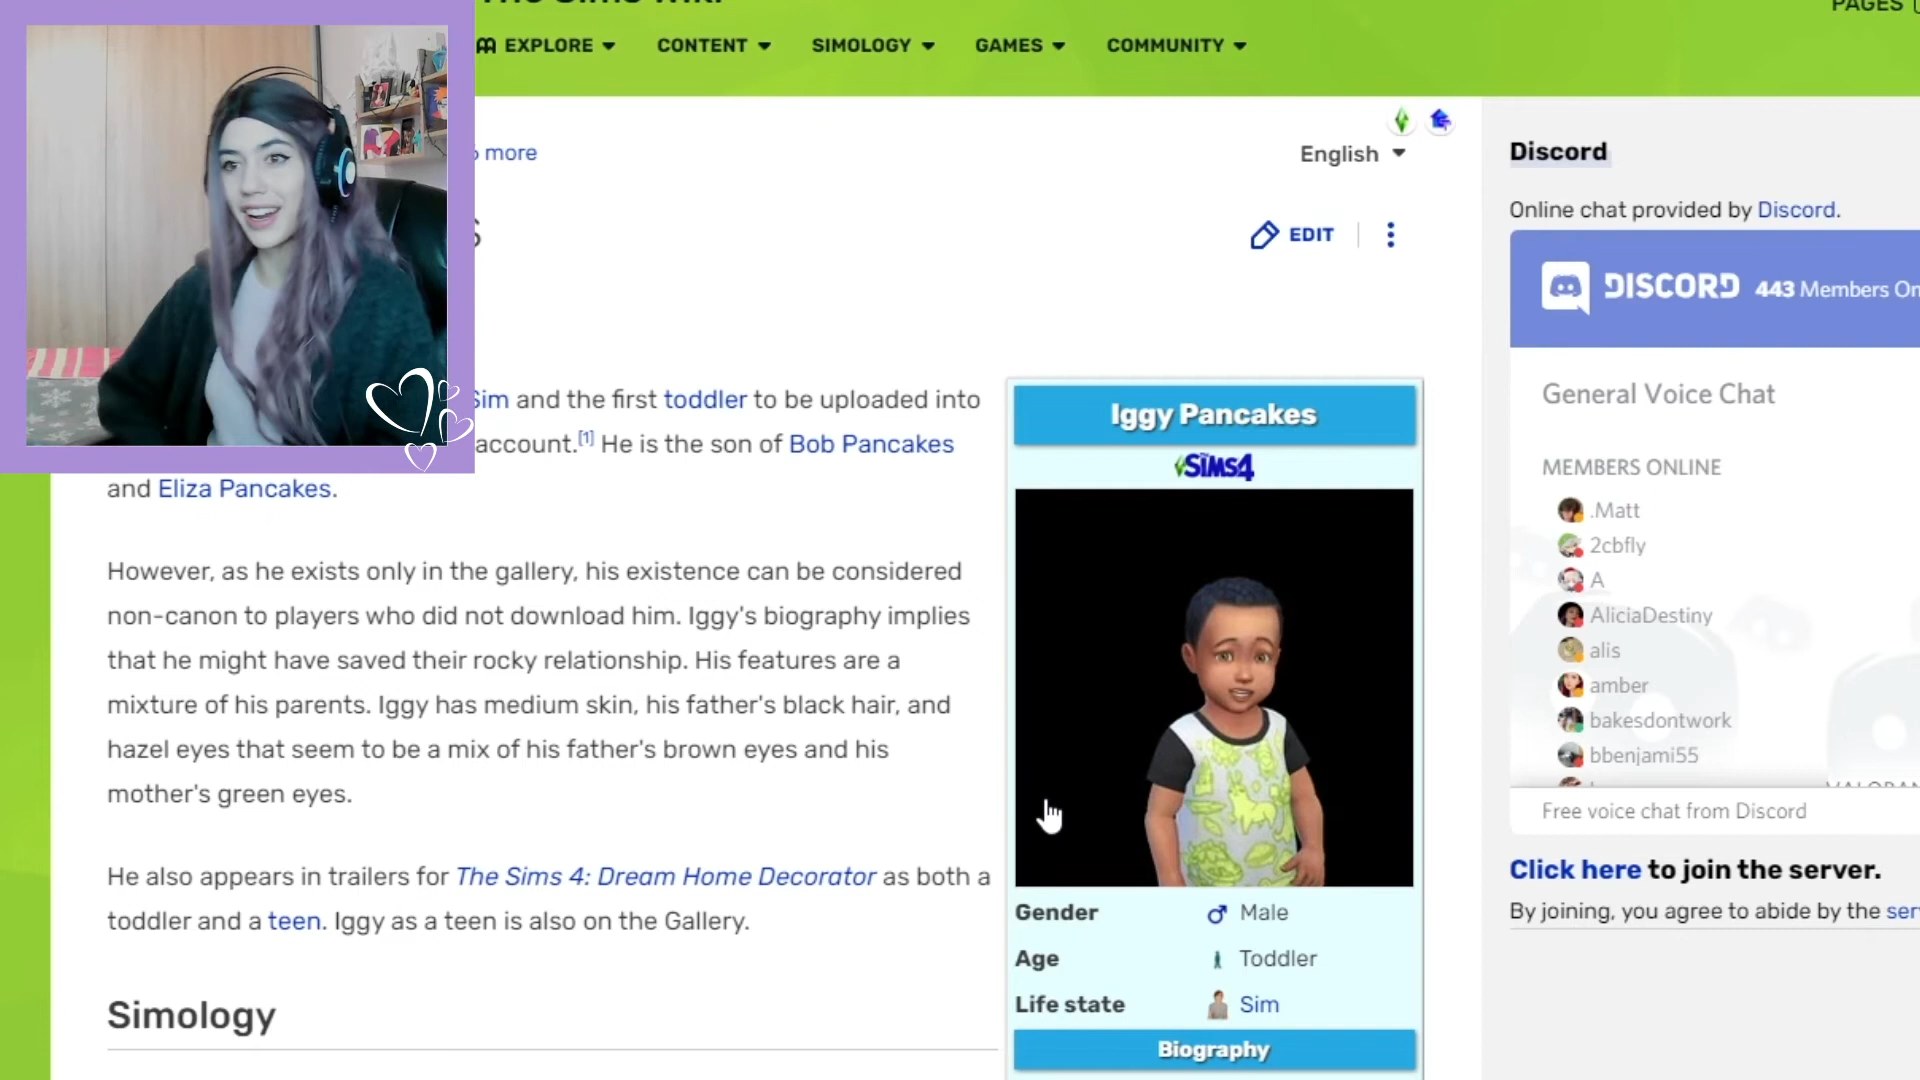 The Sims Wiki
PAGES
EXPLORE
CONTENT
SIMOLOGY
GAMES
COMMUNITY
more
English
EDIT
Sim and the first toddler to be uploaded into
account.[1] He is the son of Bob Pancakes
and Eliza Pancakes.
However, as he exists only in the gallery, his existence can be considered
non-canon to players who did not download him. Iggy's biography implies
that he might have saved their rocky relationship. His features are a
mixture of his parents. Iggy has medium skin, his father's black hair, and
hazel eyes that seem to be a mix of his father's brown eyes and his
mother's green eyes.
He also appears in trailers for The Sims 4: Dream Home Decorator as both a
toddler and a teen. Iggy as a teen is also on the Gallery.
Simology
Iggy Pancakes
The SiMS4
Gender Male
Age Toddler
Life state Sim
Biography
Discord
Online chat provided by Discord.
DISCORD 443 Members On
General Voice Chat
MEMBERS ONLINE
.Matt
2cbfly
A
AliciaDestiny
alis
amber
bakesdontwork
bbenjami55
Free voice chat from Discord
Click here to join the server.
By joining, you agree to abide by the ser